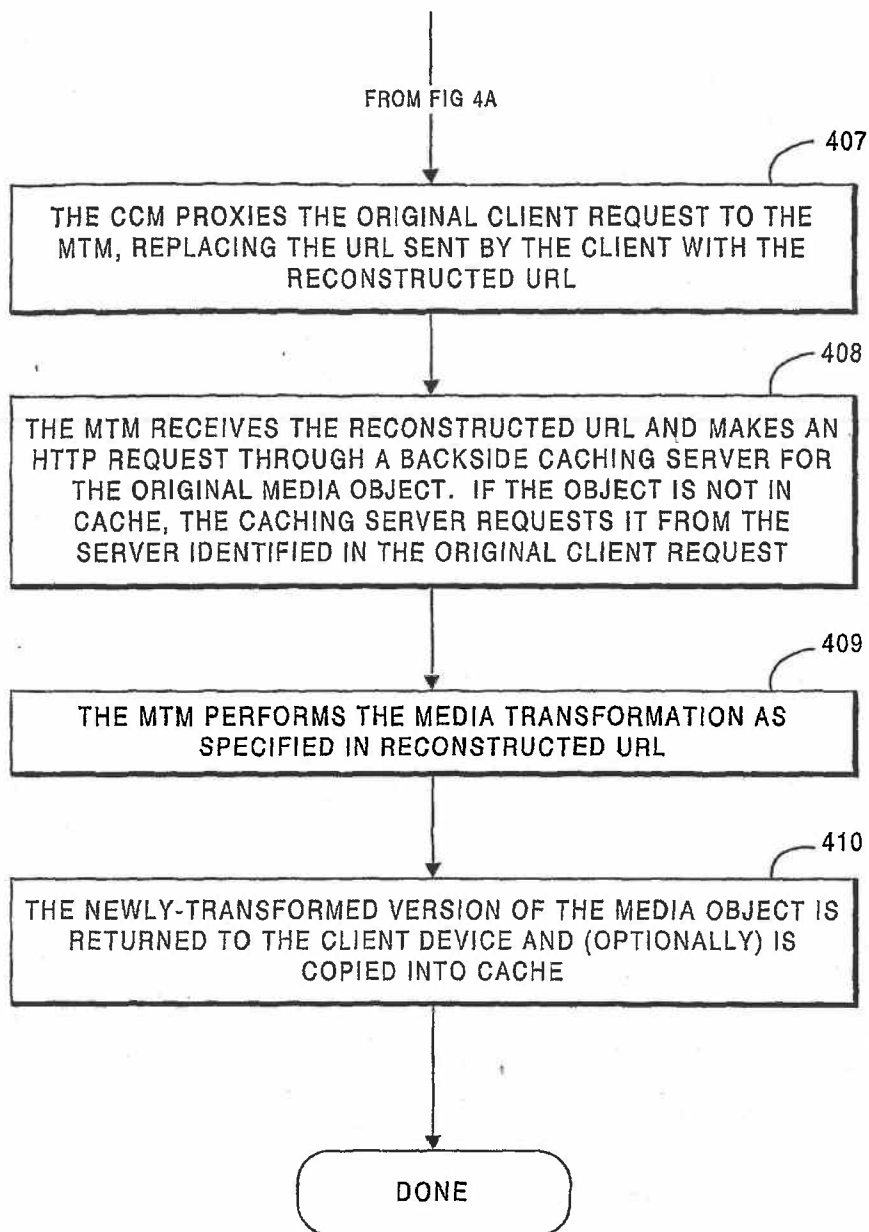 FROM FIG 4A
407
THE CCM PROXIES THE ORIGINAL CLIENT REQUEST TO THE
MTM, REPLACING THE URL SENT BY THE CLIENT WITH THE
RECONSTRUCTED URL
408
THE MTM RECEIVES THE RECONSTRUCTED URL AND MAKES AN
HTTP REQUEST THROUGH A BACKSIDE CACHING SERVER FOR
THE ORIGINAL MEDIA OBJECT. IF THE OBJECT IS NOT IN
CACHE, THE CACHING SERVER REQUESTS IT FROM THE
SERVER IDENTIFIED IN THE ORIGINAL CLIENT REQUEST
409
THE MTM PERFORMS THE MEDIA TRANSFORMATION AS
SPECIFIED IN RECONSTRUCTED URL
410
THE NEWLY-TRANSFORMED VERSION OF THE MEDIA OBJECT IS
RETURNED TO THE CLIENT DEVICE AND (OPTIONALLY) IS
COPIED INTO CACHE
DONE